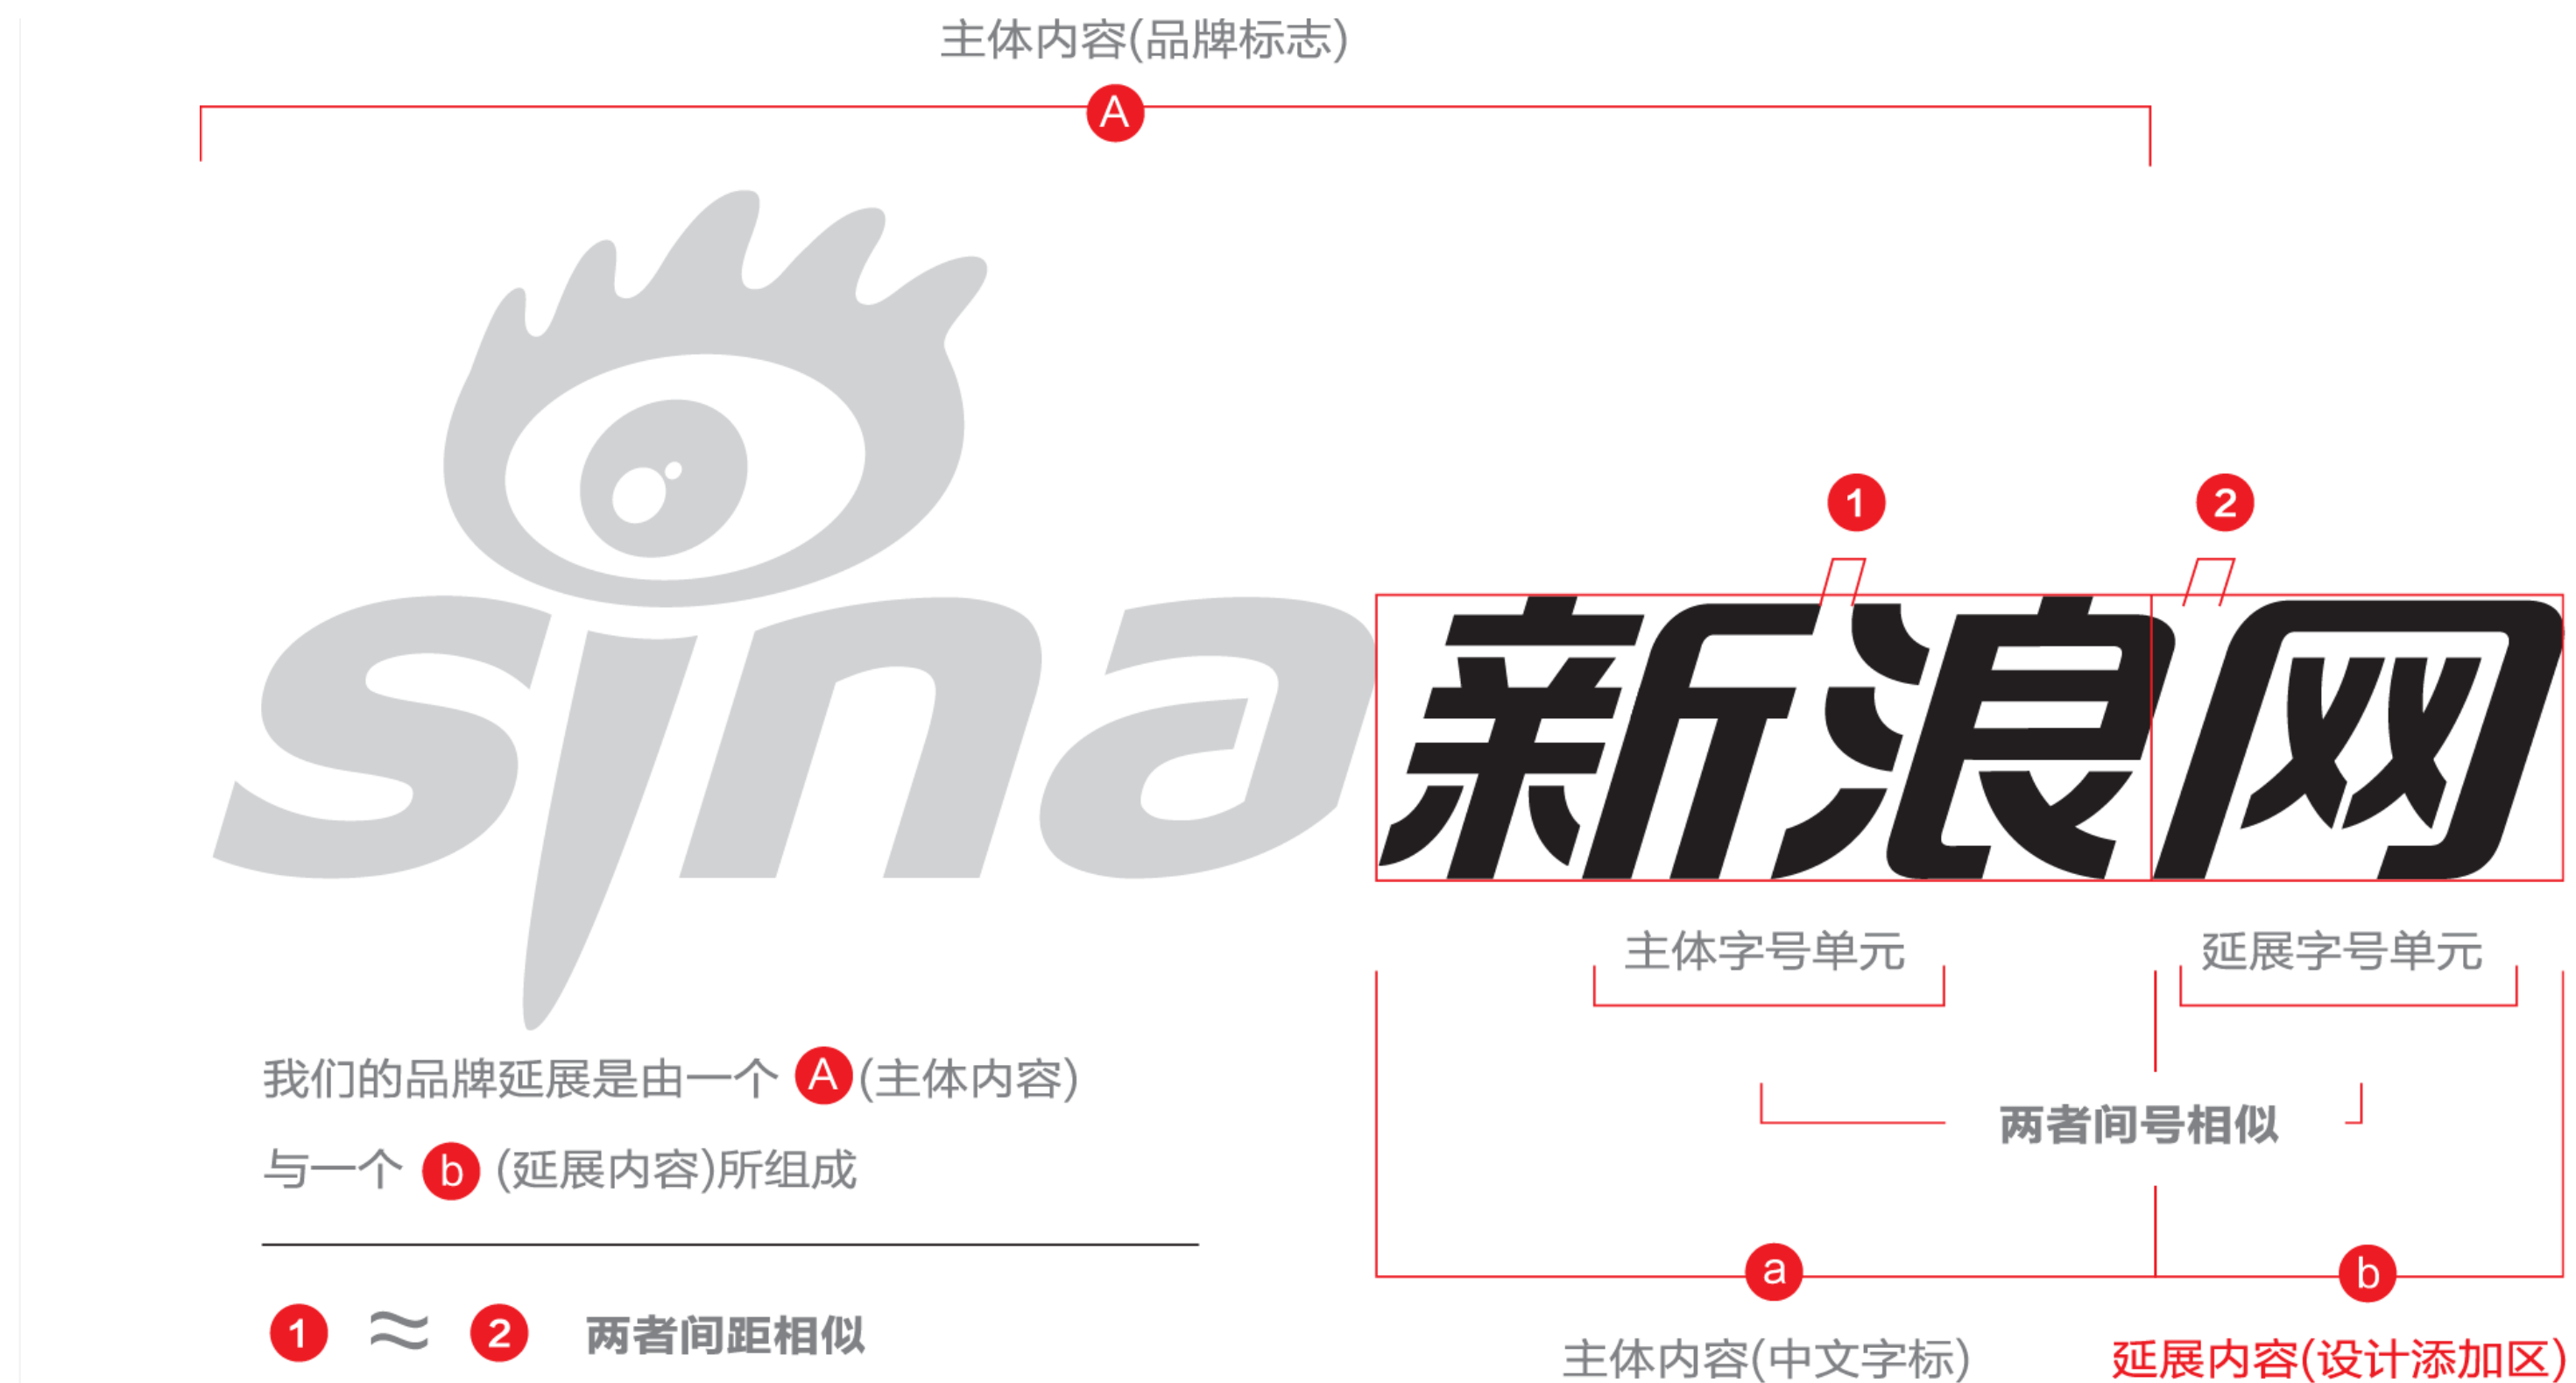 主体内容(品牌标志)
A
sina 新浪网
1
2
主体字号单元
延展字号单元
我们的品牌延展是由一个 A (主体内容)
与一个 b (延展内容)所组成
两者间号相似
a
b
1 ≈ 2 两者间距相似
主体内容(中文字标)
延展内容(设计添加区)